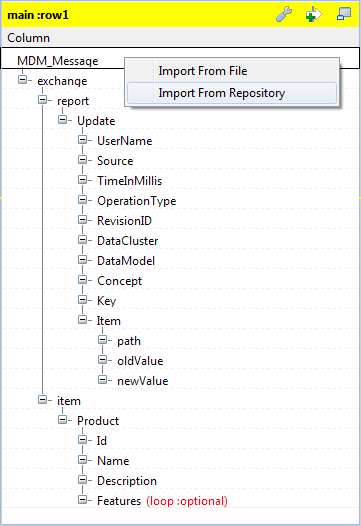 main :row1
Column
MDM_Message
Import From File
exchange
Import From Repository
report
Update
UserName
Source
TimeInMillis
OperationType
RevisionID
DataCluster
DataModel
Concept
Key
Item
path
oldValue
newValue
item
Product
Id
Name
Description
Features (loop :optional)